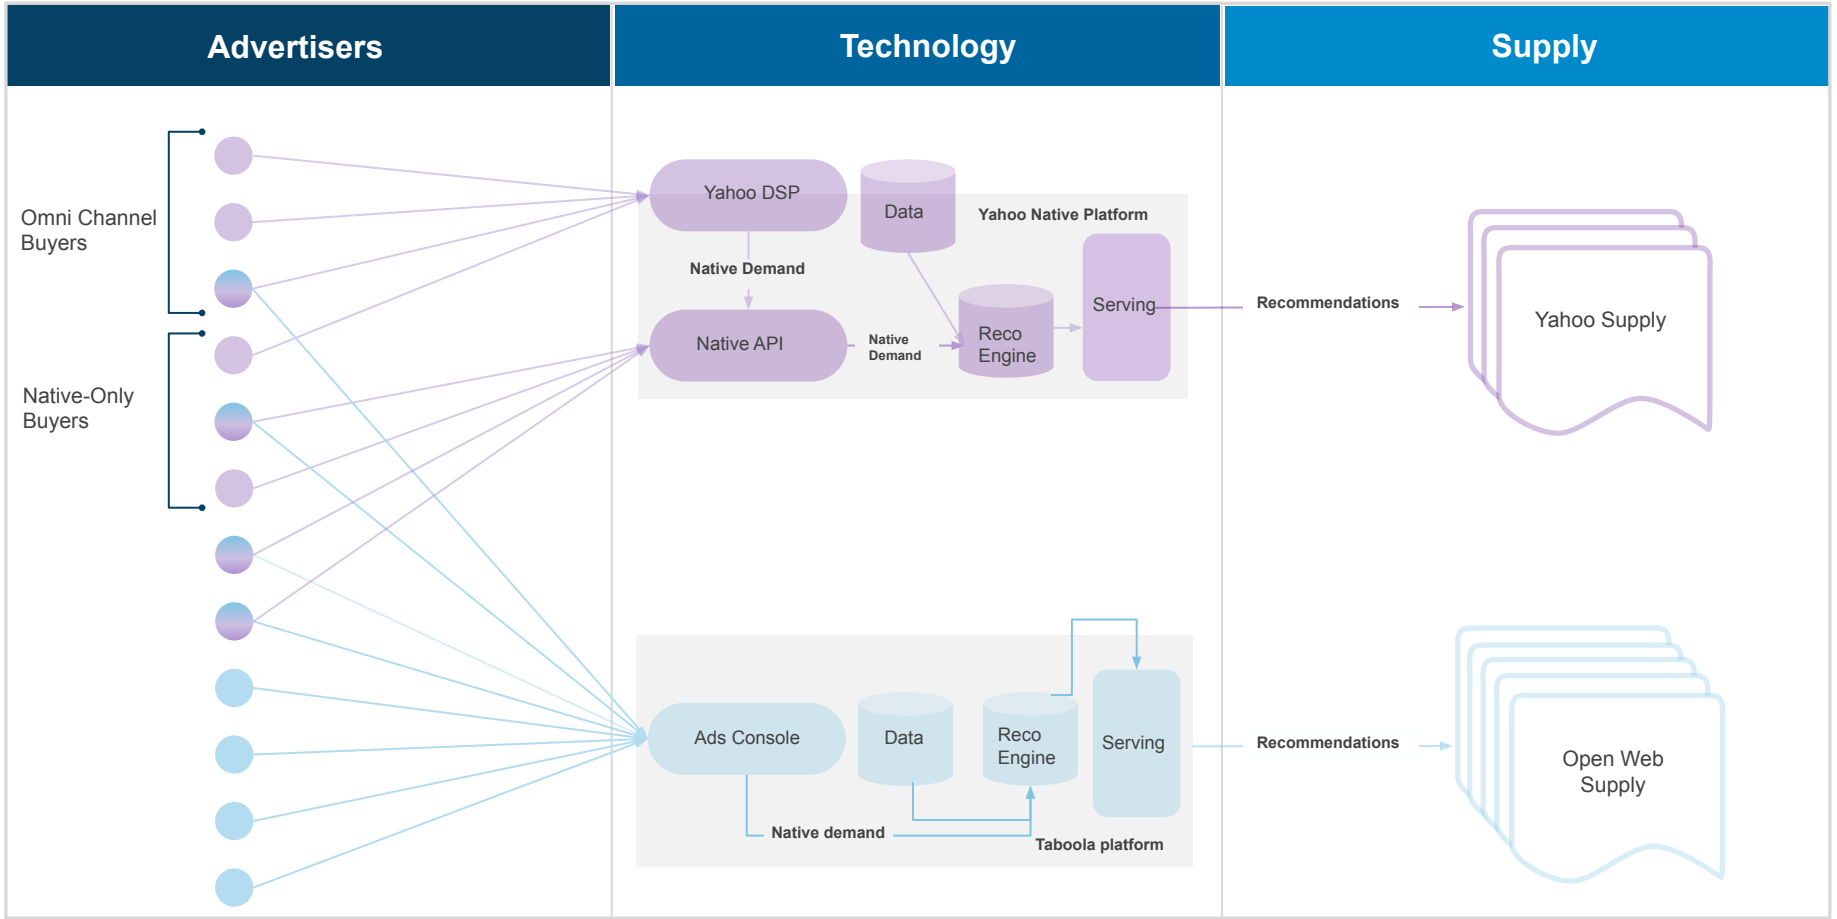 Advertisers
Technology
Supply
Omni Channel
Buyers
Native-Only
Buyers
Yahoo DSP
Data
Yahoo Native Platform
Native Demand
Native API
Native
Demand
Reco
Engine
Serving
Recommendations
Yahoo Supply
Ads Console
Data
Reco
Engine
Serving
Native demand
Taboola platform
Recommendations
Open Web
Supply